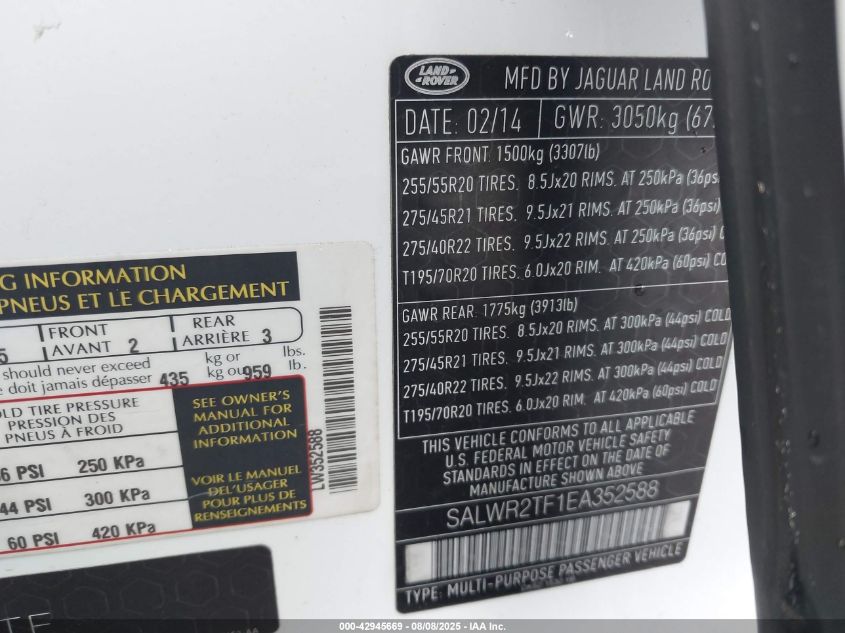 LAND-
ROVER
MFD BY JAGUAR LAND RO
DATE: 02/14 GWR: 3050kg (67
GAWR FRONT: 1500kg (3307lb)
255/55R20 TIRES. 8.5Jx20 RIMS. AT 250kPa (36psi
275/45R21 TIRES. 9.5Jx21 RIMS. AT 250kPa (36psi)
275/40R22 TIRES. 9.5Jx22 RIMS. AT 250kPa (36psi) C
T195/70R20 TIRES. 6.0Jx20 RIM. AT 420kPa (60psi) CO
GAWR REAR. 1775kg (3913lb)
255/55R20 TIRES. 8.5Jx20 RIMS. AT 300kPa (44psi) COLD
275/45R21 TIRES. 9.5Jx21 RIMS. AT 300kPa (44psi) COLD
275/40R22 TIRES. 9.5Jx22 RIMS. AT 300kPa (44psi) COLD
T195/70R20 TIRES. 6.0Jx20 RIM. AT 420kPa (60psi) COLD
THIS VEHICLE CONFORMS TO ALL APPLICABLE
U.S. FEDERAL MOTOR VEHICLE SAFETY
STANDARDS IN EFFECT ON THE DATE OF
MANUFACTURE SHOWN ABOVE
SALWR2TF1EA352588
TYPE: MULTI-PURPOSE PASSENGER VEHICLE
G INFORMATION
PNEUS ET LE CHARGEMENT
5 FRONT AVANT 2 REAR ARRIÈRE 3
should never exceed
e doit jamais dépasser 435 kg or kg ou 959 lbs. lb.
OLD TIRE PRESSURE
PRESSION DES
PNEUS À FROID
36 PSI 250 KPa
44 PSI 300 KPa
60 PSI 420 KPa
SEE OWNER'S
MANUAL FOR
ADDITIONAL
INFORMATION
VOIR LE MANUEL
DEL'USAGER
POUR PLUS DE
RENSEIGNEMENTS
LW352588
000-42945669 - 08/08/2025 - IAA Inc.